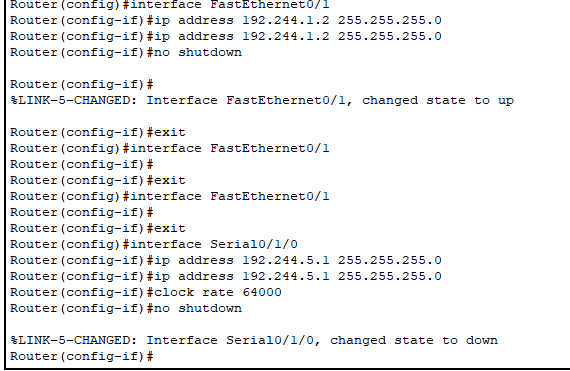 Router(config)#interface FastEthernet0/1
Router(config-if)#ip address 192.244.1.2 255.255.255.0
Router(config-if)#ip address 192.244.1.2 255.255.255.0
Router(config-if)#no shutdown
Router(config-if)#
%LINK-5-CHANGED: Interface FastEthernet0/1, changed state to up
Router(config-if)#exit
Router(config)#interface FastEthernet0/1
Router(config-if)#
Router(config-if)#exit
Router(config)#interface FastEthernet0/1
Router(config-if)#
Router(config-if)#exit
Router(config)#interface Serial0/1/0
Router(config-if)#ip address 192.244.5.1 255.255.255.0
Router(config-if)#ip address 192.244.5.1 255.255.255.0
Router(config-if)#clock rate 64000
Router(config-if)#no shutdown
%LINK-5-CHANGED: Interface Serial0/1/0, changed state to down
Router(config-if)#